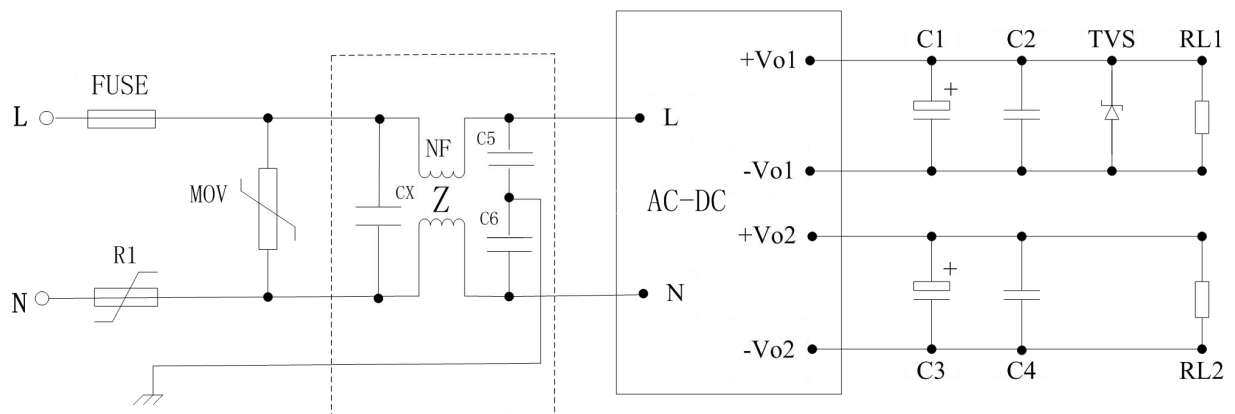 FUSE
L
MOV
R1
N
CX
NF
Z
C5
C6
L
N
AC-DC
+Vo1
-Vo1
+Vo2
-Vo2
C1
C2
TVS
RL1
+
+
C3
C4
RL2